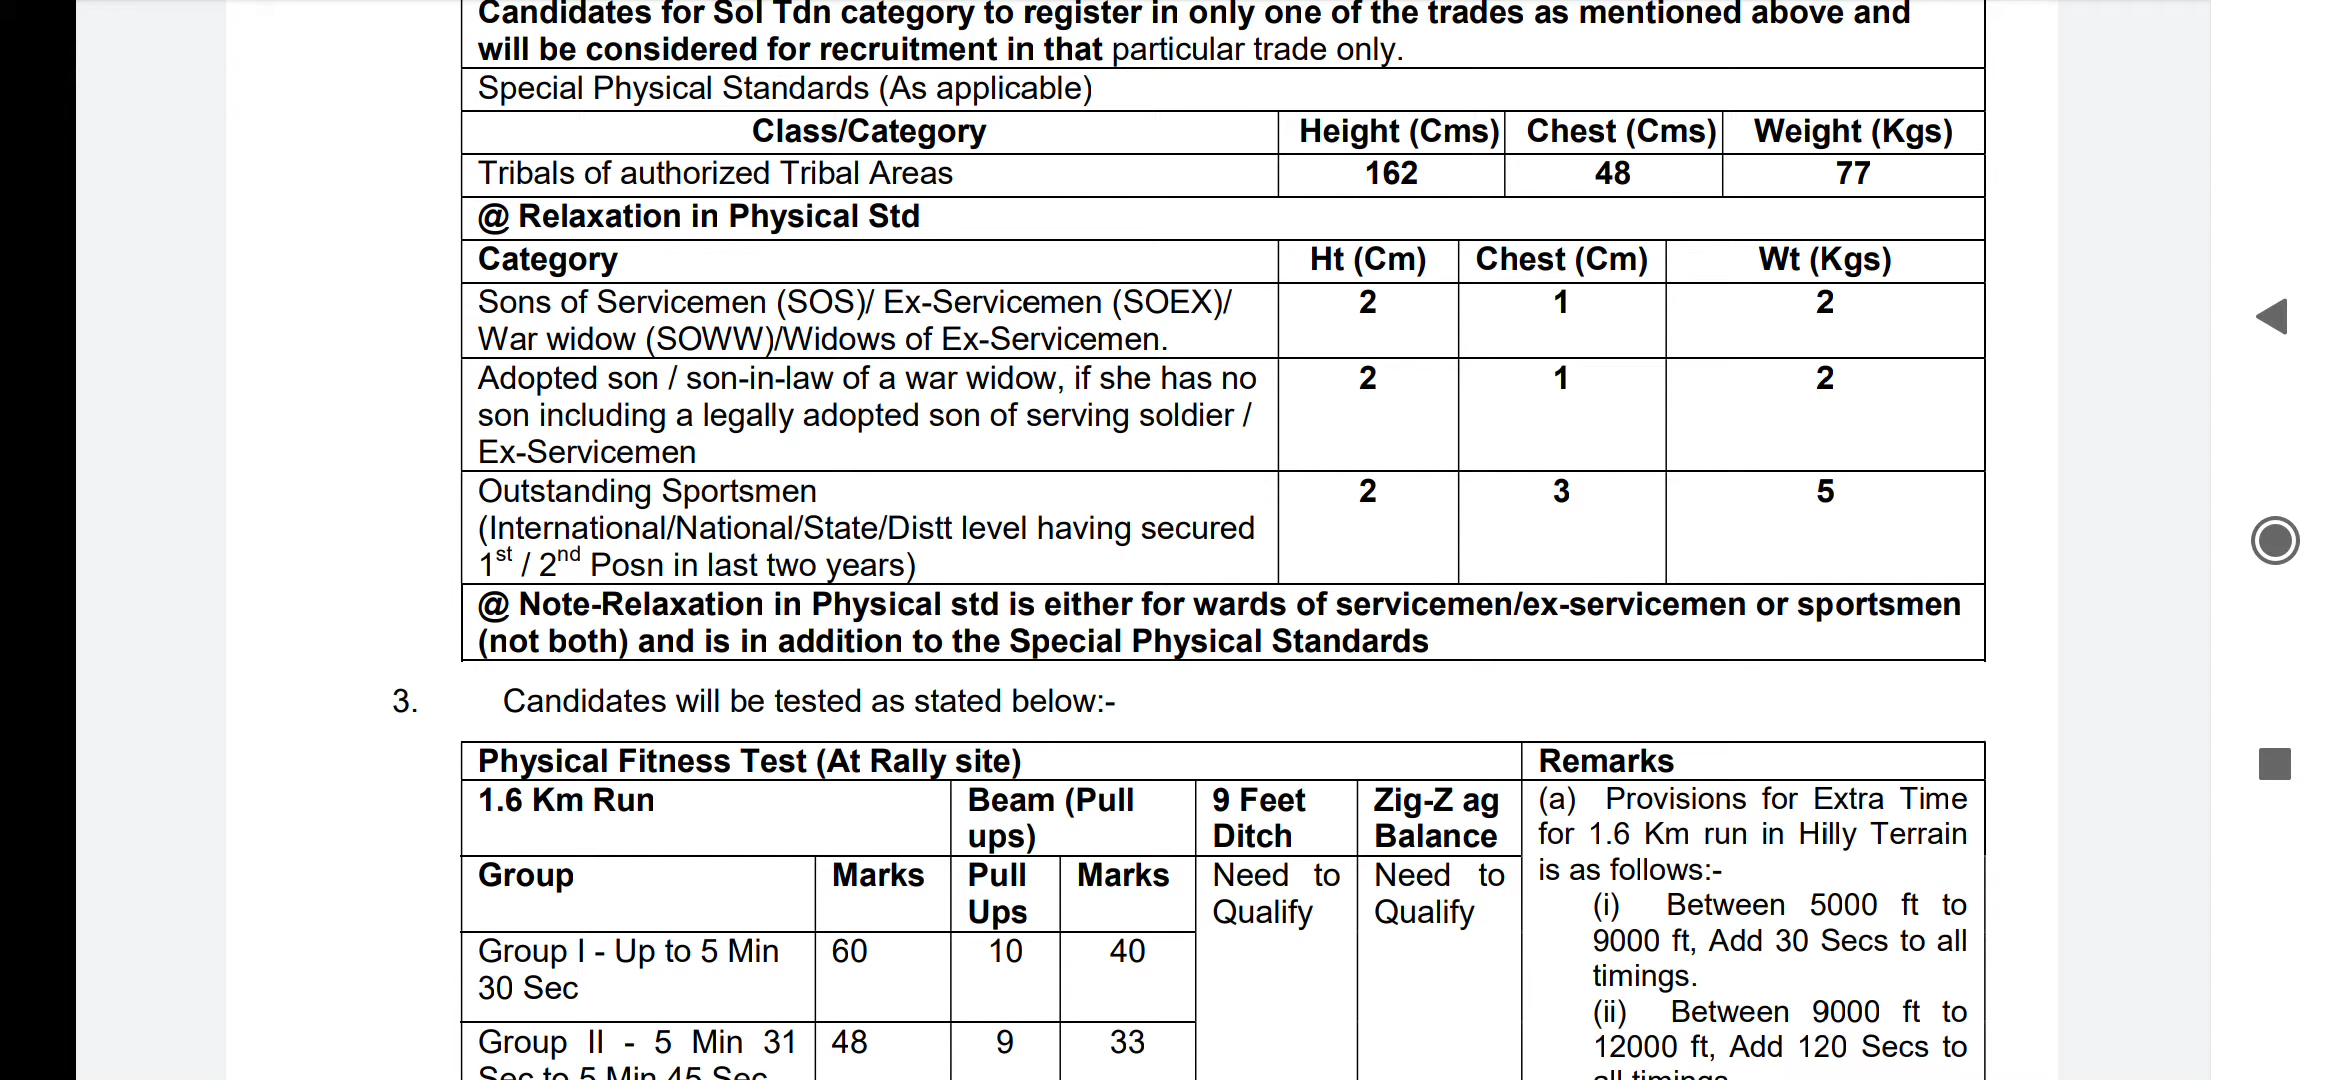 Candidates for Sol Tdn category to register in only one of the trades as mentioned above and
will be considered for recruitment in that particular trade only.
Special Physical Standards (As applicable)
Class/Category Height (Cms) Chest (Cms) Weight (Kgs)
Tribals of authorized Tribal Areas 162 48 77
@ Relaxation in Physical Std
Category Ht (Cm) Chest (Cm) Wt (Kgs)
Sons of Servicemen (SOS)/ Ex-Servicemen (SOEX)/ 2 1 2
War widow (SOWW)/Widows of Ex-Servicemen.
Adopted son / son-in-law of a war widow, if she has no 2 1 2
son including a legally adopted son of serving soldier /
Ex-Servicemen
Outstanding Sportsmen 2 3 5
(International/National/State/Distt level having secured
1st / 2nd Posn in last two years)
@ Note-Relaxation in Physical std is either for wards of servicemen/ex-servicemen or sportsmen
(not both) and is in addition to the Special Physical Standards
3. Candidates will be tested as stated below:-
Physical Fitness Test (At Rally site) Remarks
1.6 Km Run Beam (Pull 9 Feet Zig-Z ag (a) Provisions for Extra Time
ups) Ditch Balance for 1.6 Km run in Hilly Terrain
Group Marks Pull Marks Need to Need to is as follows:-
Ups Qualify Qualify (i) Between 5000 ft to
9000 ft, Add 30 Secs to all
Group I - Up to 5 Min 60 10 40 timings.
30 Sec
(ii) Between 9000 ft to
Group II - 5 Min 31 48 9 33 12000 ft, Add 120 Secs to
Sec to 5 Min 45 Sec all timings